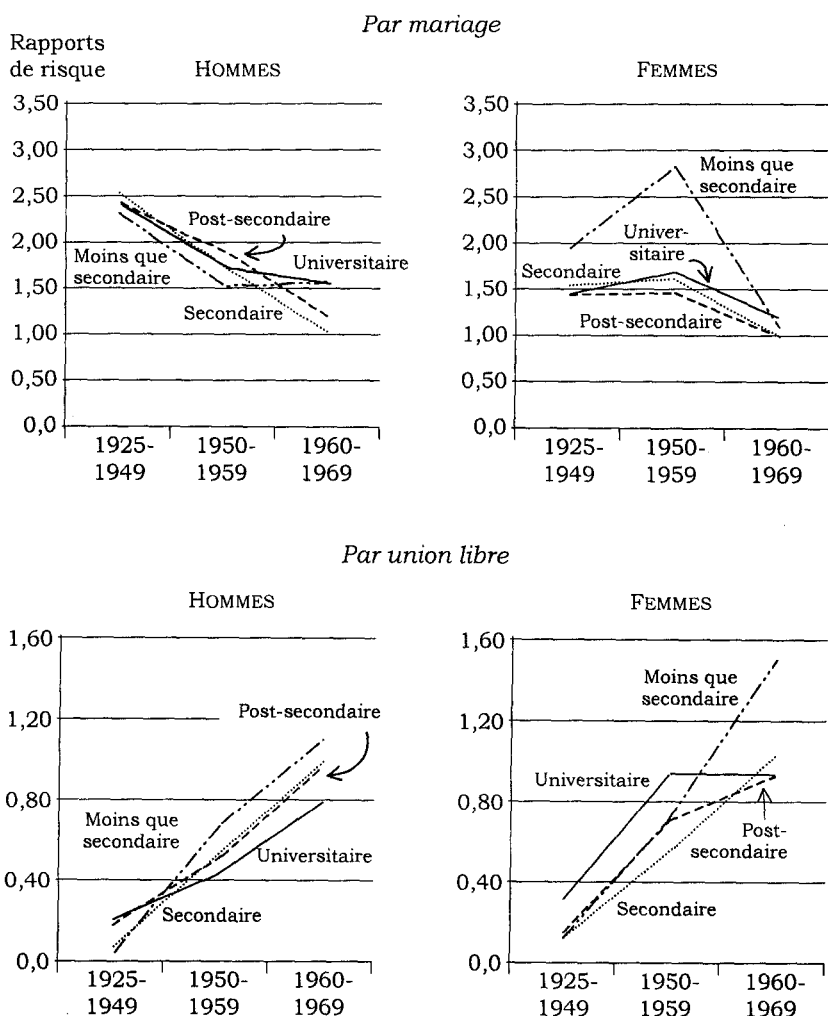 Par mariage
Rapports
de risque
HOMMES
3,50
3,00
2,50
2,00
1,50
1,00
0,50
0,0
Post-secondaire
Moins que
secondaire
Universitaire
Secondaire
1925-
1949
1950-
1959
1960-
1969
FEMMES
3,50
3,00
2,50
2,00
1,50
1,00
0,50
0,0
Moins que
secondaire
Univer-
sitaire
Secondaire
Post-secondaire
1925-
1949
1950-
1959
1960-
1969
Par union libre
HOMMES
1,60
1,20
0,80
0,40
0,0
Post-secondaire
Moins que
secondaire
Universitaire
Secondaire
1925-
1949
1950-
1959
1960-
1969
FEMMES
1,60
1,20
0,80
0,40
0,0
Moins que
secondaire
Universitaire
Post-
secondaire
Secondaire
1925-
1949
1950-
1959
1960-
1969